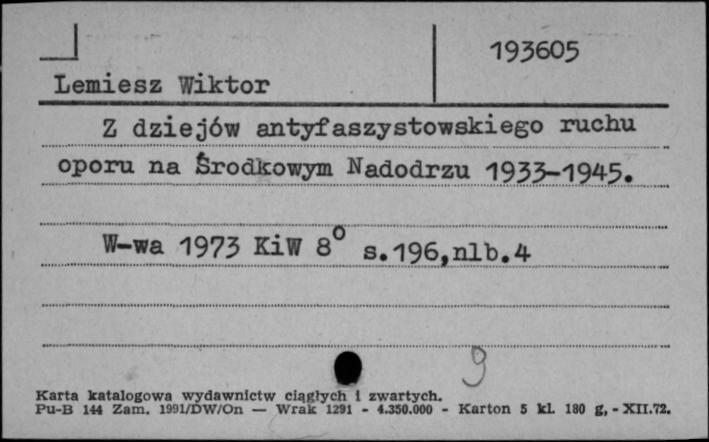 193605
Lemiesz Wiktor
Z dziejów antyfaszystowskiego ruchu
oporu na Środkowym Nadodrzu 1933-1945.
W-wa 1973 KiW 8° s.196,nlb.4
9
Karta katalogowa wydawnictw ciągłych i zwartych.
Pu-B 144 Zam. 1991/DW/On — Wrak 1291 - 4.350.000 - Karton 5 kl. 180 g, - XII.72.